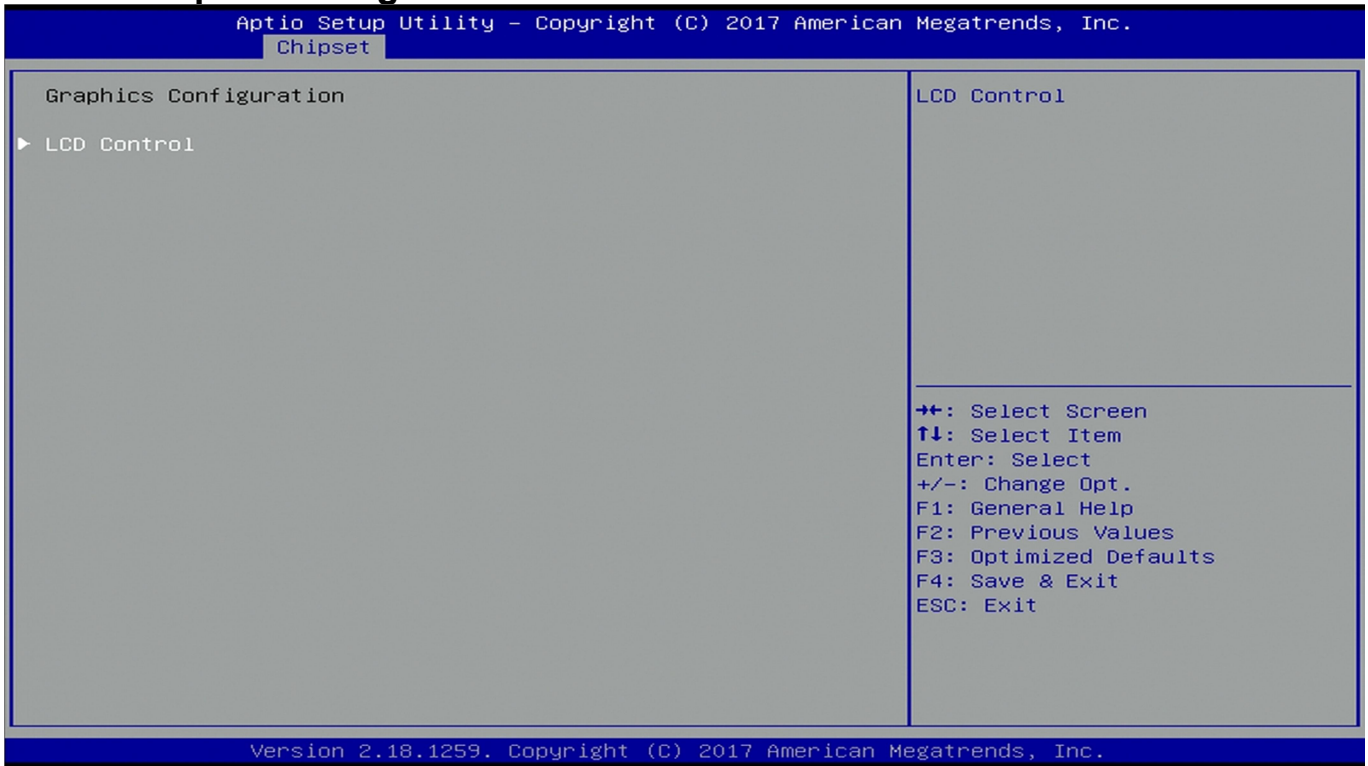 Aptio Setup Utility – Copyright (C) 2017 American Megatrends, Inc.
Chipset
Graphics Configuration
► LCD Control
LCD Control
→←: Select Screen
↑↓: Select Item
Enter: Select
+/-: Change Opt.
F1: General Help
F2: Previous Values
F3: Optimized Defaults
F4: Save & Exit
ESC: Exit
Version 2.18.1259. Copyright (C) 2017 American Megatrends, Inc.